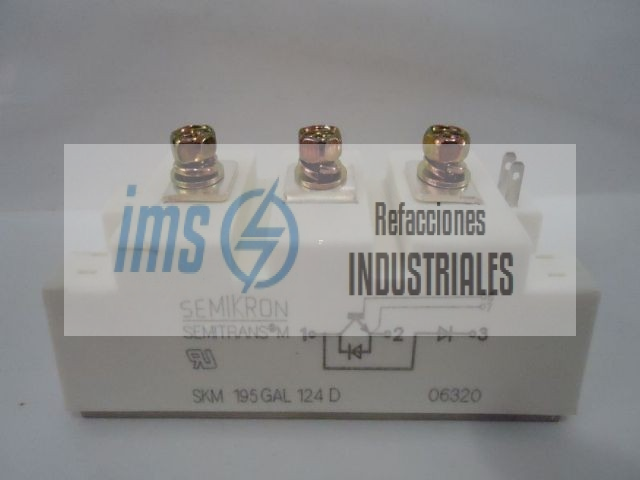 ims
Refacciones
INDUSTRIALES
SEMIKRON
SEMITRANS® M
1 2 3
SKM 195GAL 124 D 06320